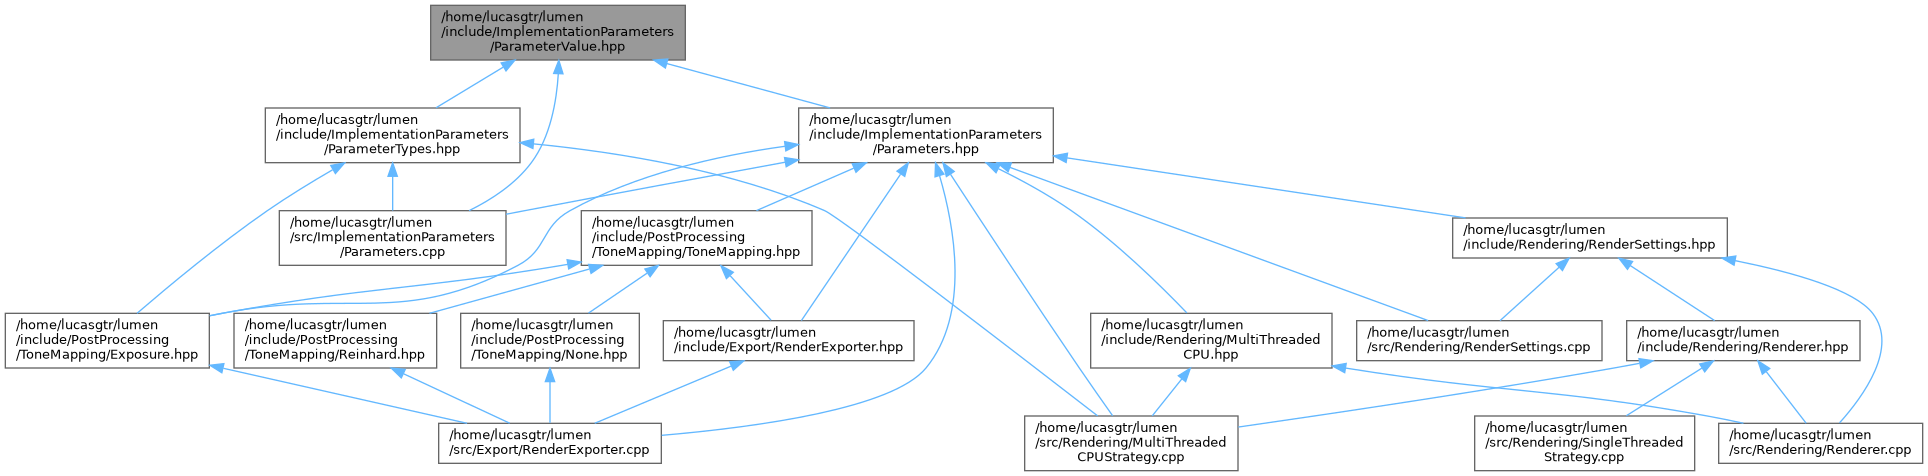 /home/lucasgtr/lumen
/include/ImplementationParameters
/ParameterValue.hpp
/home/lucasgtr/lumen
/include/ImplementationParameters
/ParameterTypes.hpp
/home/lucasgtr/lumen
/include/ImplementationParameters
/Parameters.hpp
/home/lucasgtr/lumen
/src/ImplementationParameters
/Parameters.cpp
/home/lucasgtr/lumen
/include/PostProcessing
/ToneMapping/ToneMapping.hpp
/home/lucasgtr/lumen
/include/Rendering/RenderSettings.hpp
/home/lucasgtr/lumen
/include/PostProcessing
/ToneMapping/Exposure.hpp
/home/lucasgtr/lumen
/include/PostProcessing
/ToneMapping/Reinhard.hpp
/home/lucasgtr/lumen
/include/PostProcessing
/ToneMapping/None.hpp
/home/lucasgtr/lumen
/include/Export/RenderExporter.hpp
/home/lucasgtr/lumen
/include/Rendering/MultiThreaded
CPU.hpp
/home/lucasgtr/lumen
/src/Rendering/RenderSettings.cpp
/home/lucasgtr/lumen
/include/Rendering/Renderer.hpp
/home/lucasgtr/lumen
/src/Export/RenderExporter.cpp
/home/lucasgtr/lumen
/src/Rendering/MultiThreaded
CPUStrategy.cpp
/home/lucasgtr/lumen
/src/Rendering/SingleThreaded
Strategy.cpp
/home/lucasgtr/lumen
/src/Rendering/Renderer.cpp